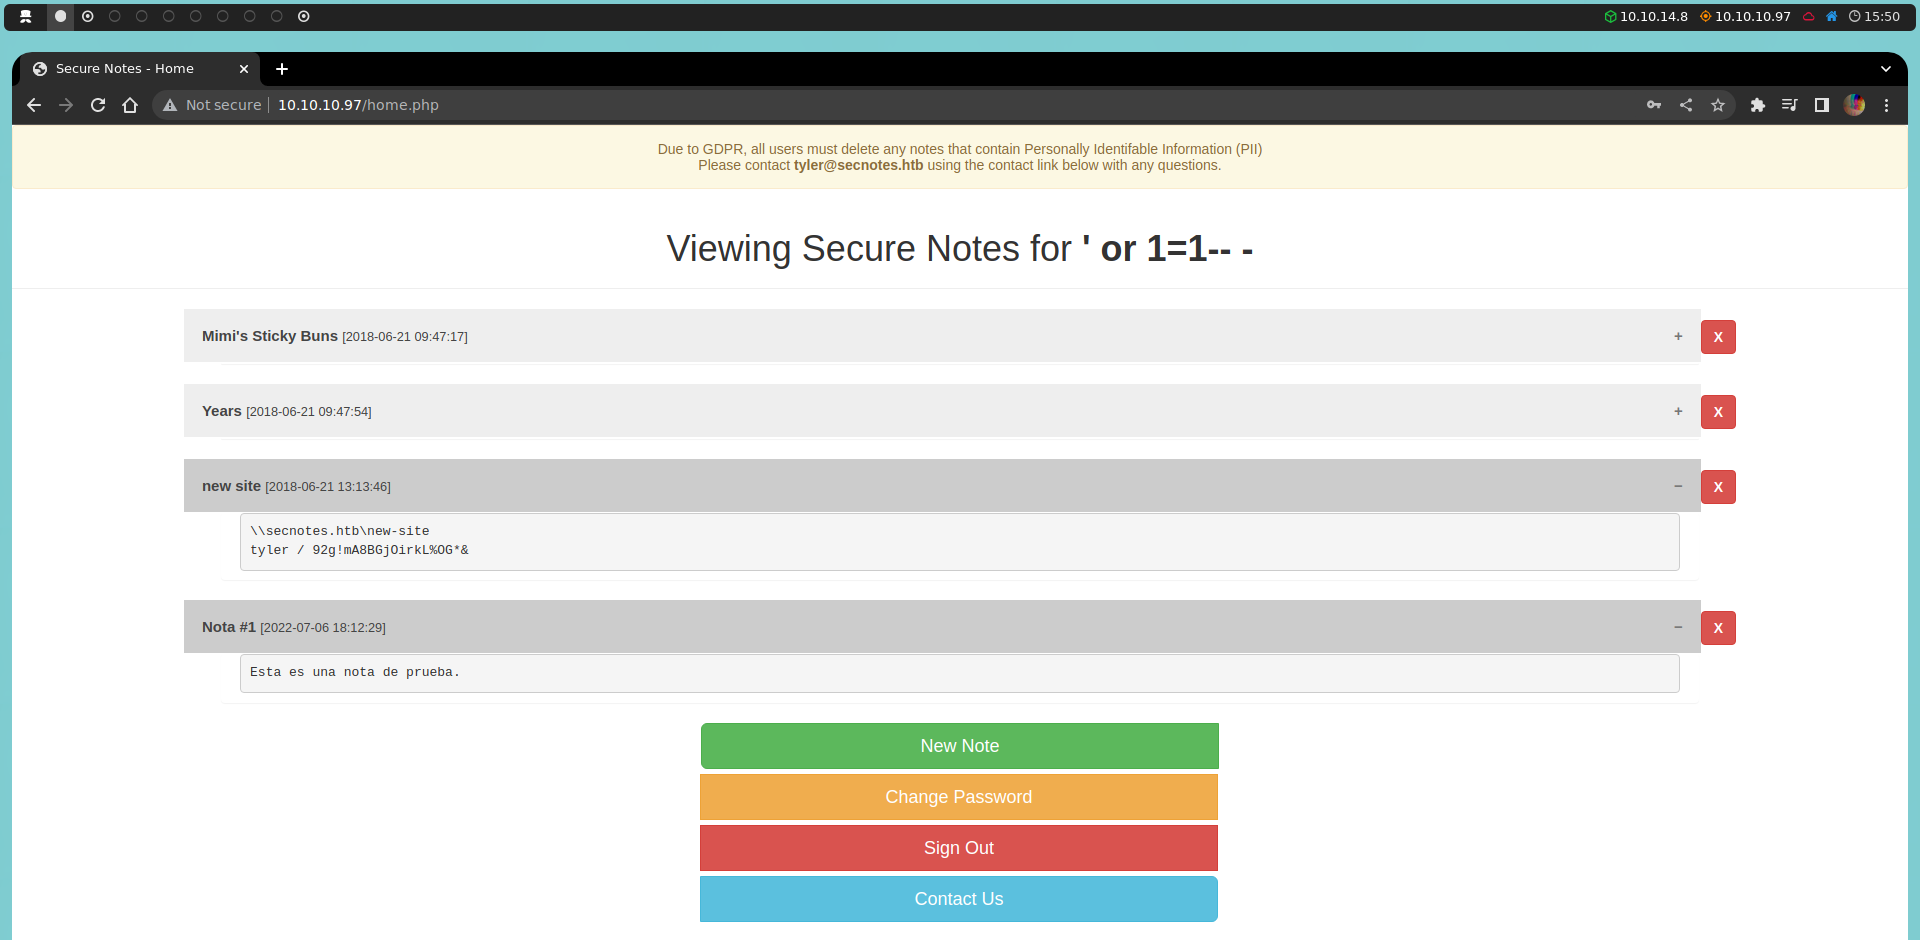 10.10.14.8 10.10.10.97 15:50
Secure Notes - Home
Not secure 10.10.10.97/home.php
Due to GDPR, all users must delete any notes that contain Personally Identifable Information (PII)
Please contact tyler@secnotes.htb using the contact link below with any questions.
Viewing Secure Notes for ' or 1=1-- -
Mimi's Sticky Buns [2018-06-21 09:47:17] + X
Years [2018-06-21 09:47:54] + X
new site [2018-06-21 13:13:46] − X
\\secnotes.htb\new-site
tyler / 92g!mA8BGjOirkL%OG*&
Nota #1 [2022-07-06 18:12:29] − X
Esta es una nota de prueba.
New Note
Change Password
Sign Out
Contact Us